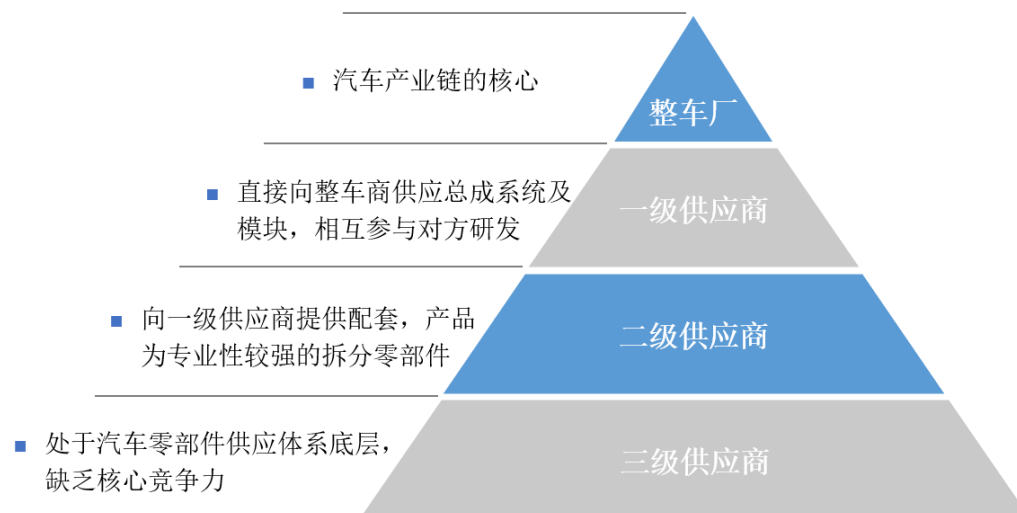 汽车产业链的核心
整车厂
直接向整车商供应总成系统及
模块，相互参与对方研发
一级供应商
向一级供应商提供配套，产品
为专业性较强的拆分零部件
二级供应商
处于汽车零部件供应体系底层，
缺乏核心竞争力
三级供应商